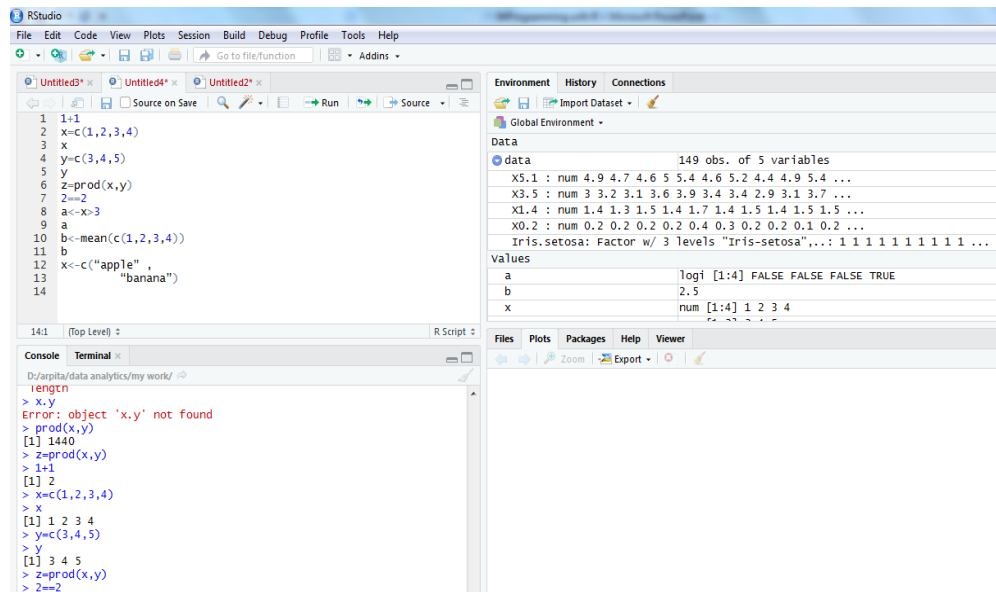 RStudio
File Edit Code View Plots Session Build Debug Profile Tools Help
Go to file/function Addins
Untitled3* Untitled4* Untitled2*
Source on Save Run Source
1 1+1
2 x=c(1,2,3,4)
3 x
4 y=c(3,4,5)
5 y
6 z=prod(x,y)
7 2==2
8 a<-x>3
9 a
10 b<-mean(c(1,2,3,4))
11 b
12 x<-c("apple" ,
13 "banana")
14
14:1 (Top Level) R Script
Console Terminal
D:/arpita/data analytics/my work/
length
> x.y
Error: object 'x.y' not found
> prod(x,y)
[1] 1440
> z=prod(x,y)
> 1+1
[1] 2
> x=c(1,2,3,4)
> x
[1] 1 2 3 4
> y=c(3,4,5)
> y
[1] 3 4 5
> z=prod(x,y)
> 2==2
Environment History Connections
Import Dataset
Global Environment
Data
data 149 obs. of 5 variables
X5.1 : num 4.9 4.7 4.6 5 5.4 4.6 5.2 4.4 4.9 5.4 ...
X3.5 : num 3 3.2 3.1 3.6 3.9 3.4 3.4 2.9 3.1 3.7 ...
X1.4 : num 1.4 1.3 1.5 1.4 1.7 1.4 1.5 1.4 1.5 1.5 ...
X0.2 : num 0.2 0.2 0.2 0.2 0.4 0.3 0.2 0.2 0.1 0.2 ...
Iris.setosa: Factor w/ 3 levels "Iris-setosa",..: 1 1 1 1 1 1 1 1 1 1 ...
Values
a logi [1:4] FALSE FALSE FALSE TRUE
b 2.5
x num [1:4] 1 2 3 4
Files Plots Packages Help Viewer
Zoom Export